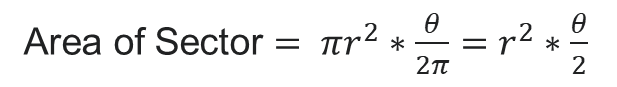 Area of Sector = πr² * θ/2π = r² * θ/2